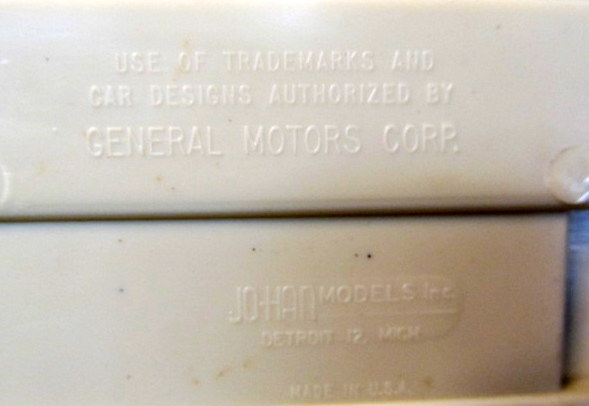 USE OF TRADEMARKS AND
CAR DESIGNS AUTHORIZED BY
GENERAL MOTORS CORP.
JO-HAN MODELS Inc.
DETROIT 12, MICH
MADE IN U.S.A.